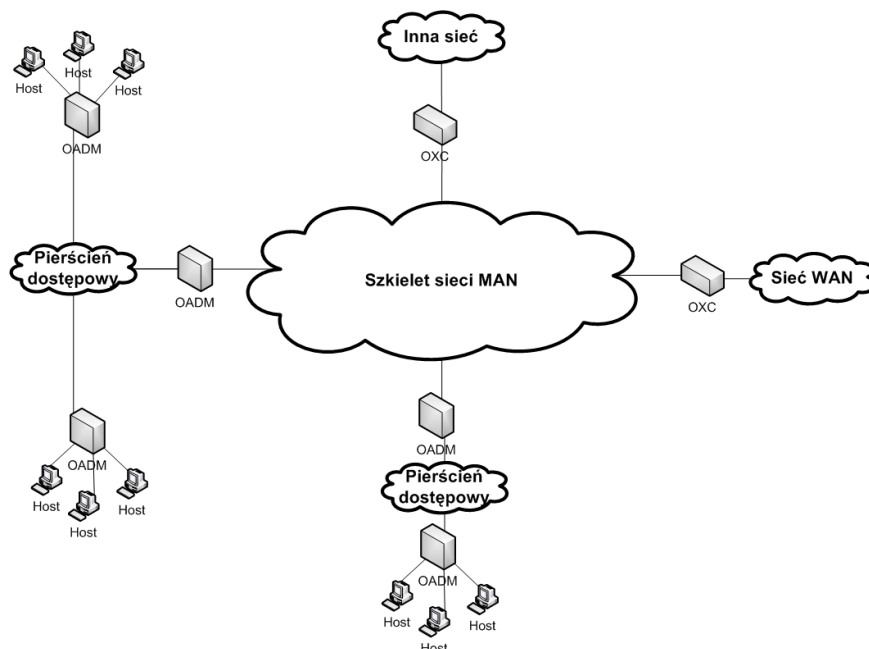 Inna sieć
Host
Host
Host
OADM
OXC
Pierścień
dostępowy
OADM
Szkielet sieci MAN
OXC
Sieć WAN
OADM
Host
Host
Host
OADM
Pierścień
dostępowy
OADM
Host
Host
Host